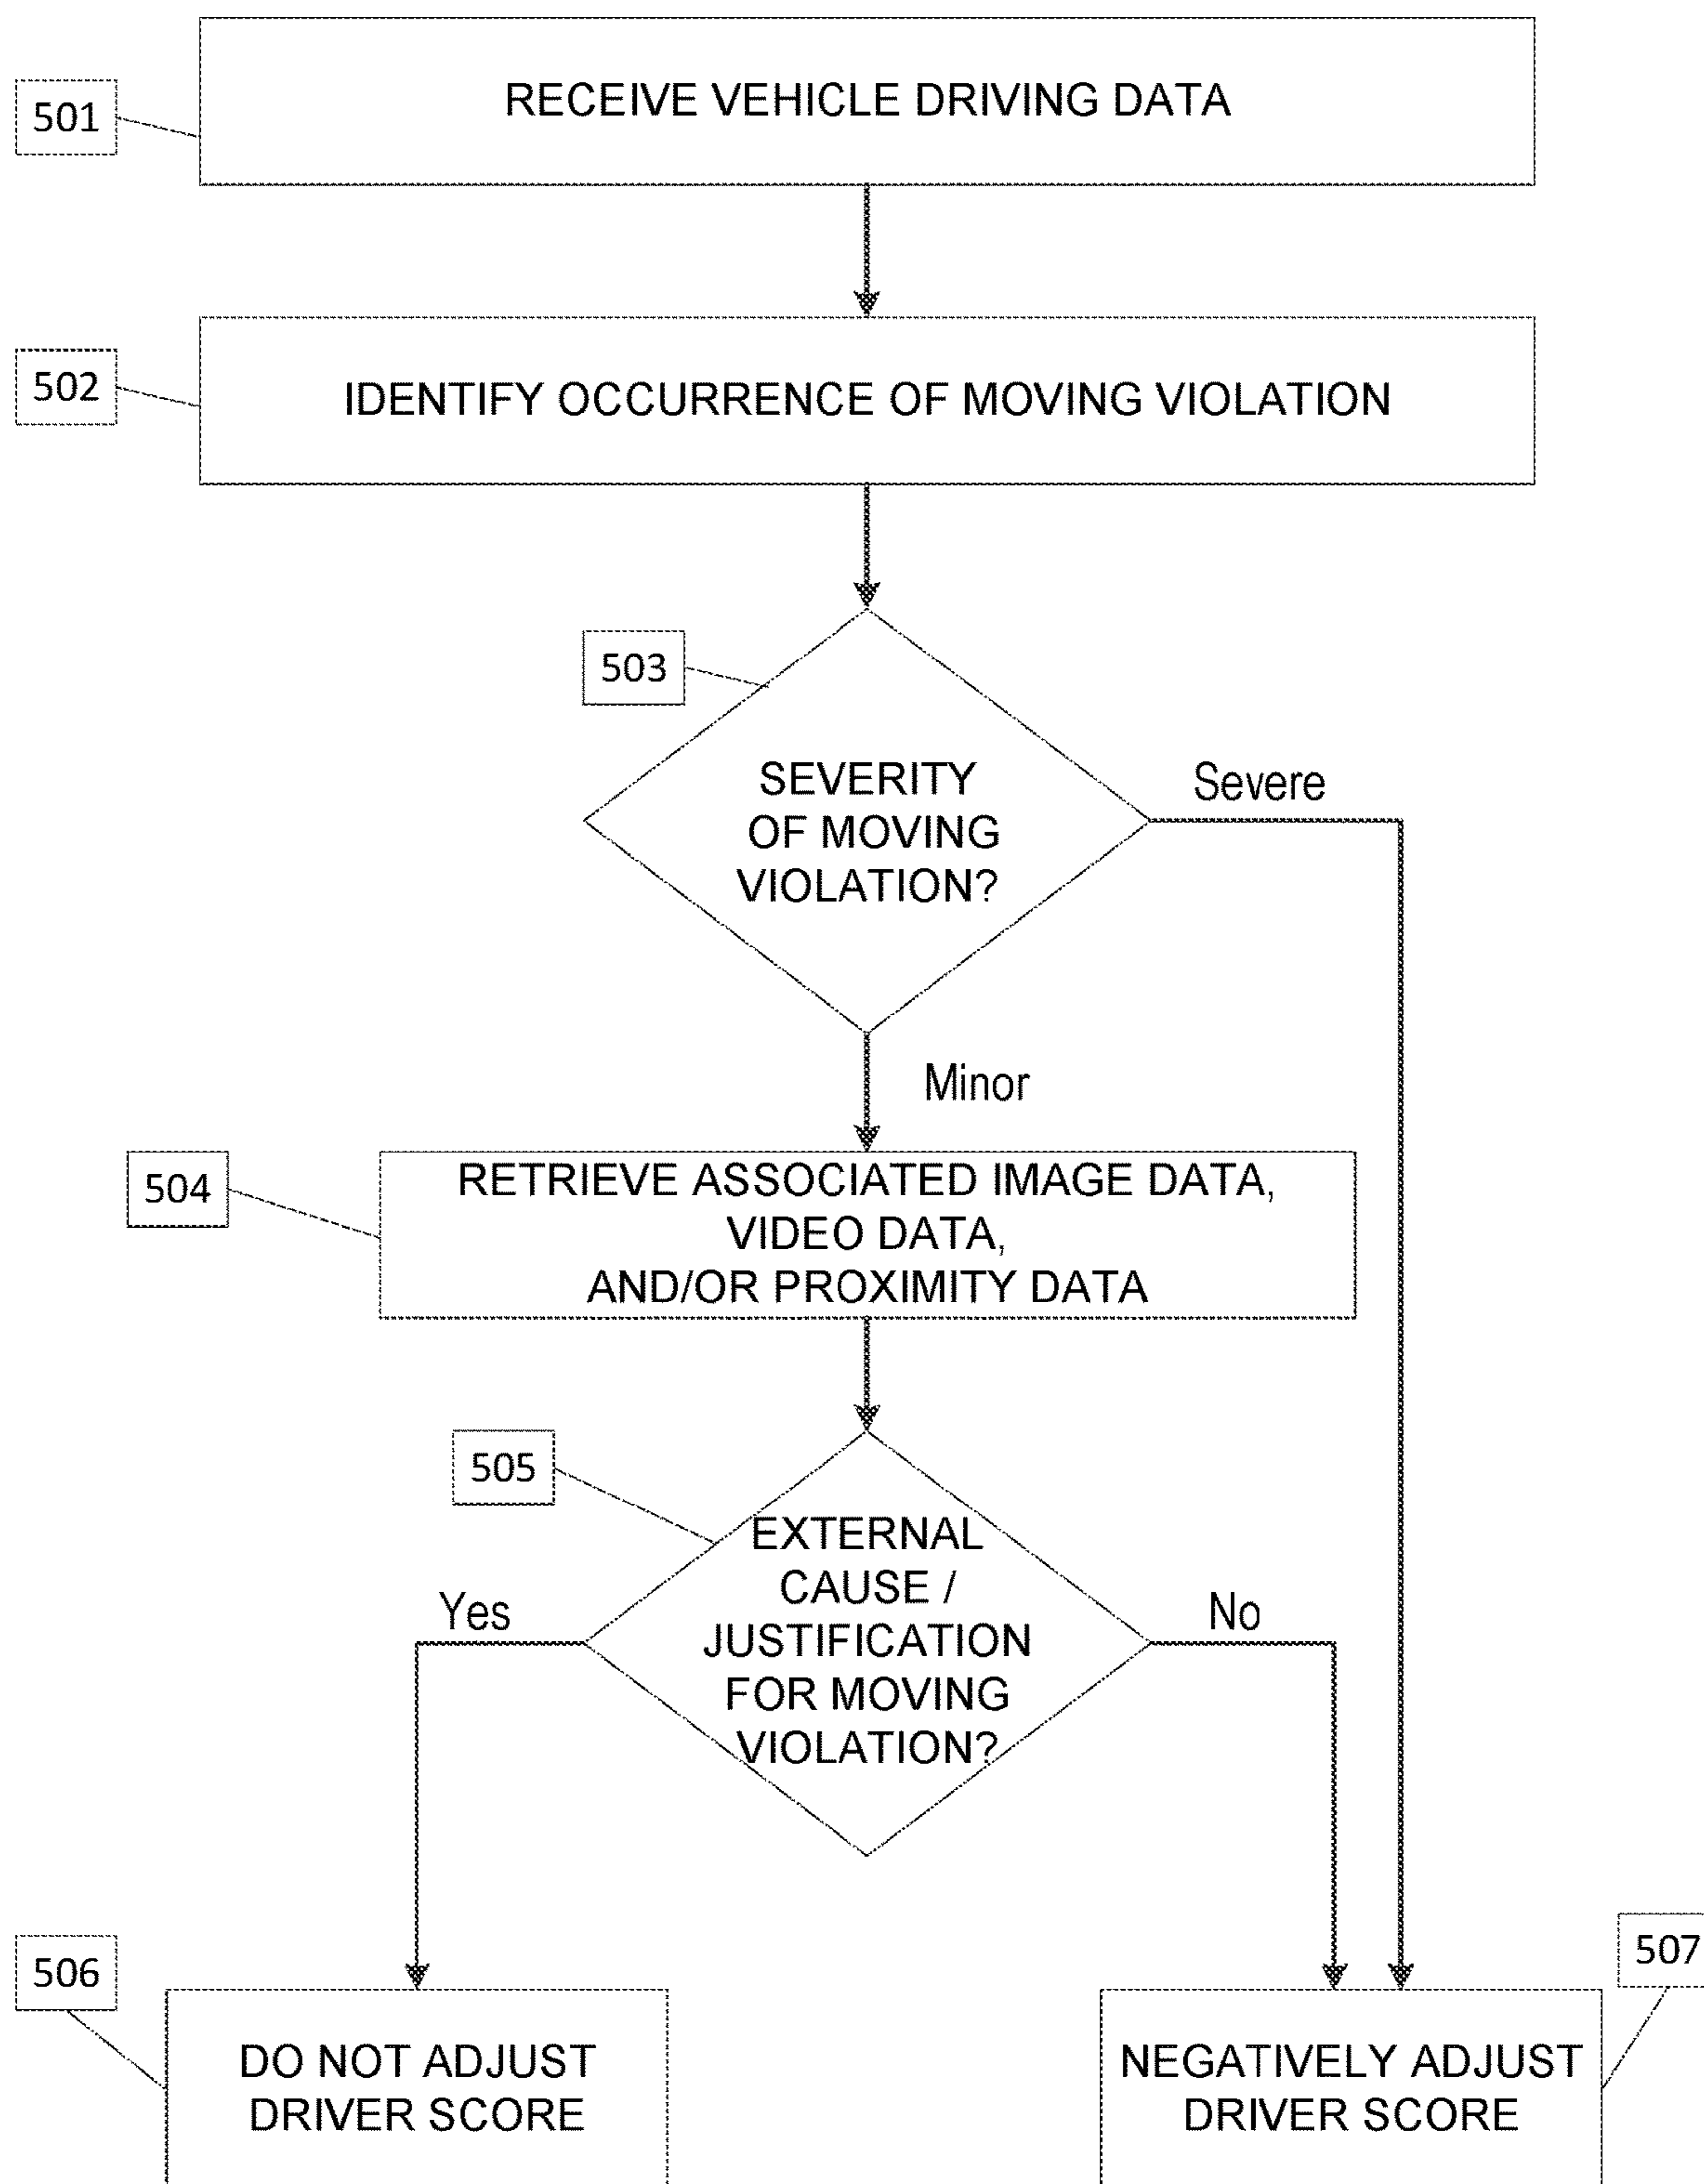 501
RECEIVE VEHICLE DRIVING DATA
502
IDENTIFY OCCURRENCE OF MOVING VIOLATION
503
SEVERITY
OF MOVING
VIOLATION?
Severe
Minor
504
RETRIEVE ASSOCIATED IMAGE DATA,
VIDEO DATA,
AND/OR PROXIMITY DATA
505
EXTERNAL
CAUSE /
JUSTIFICATION
FOR MOVING
VIOLATION?
Yes
No
506
DO NOT ADJUST
DRIVER SCORE
507
NEGATIVELY ADJUST
DRIVER SCORE